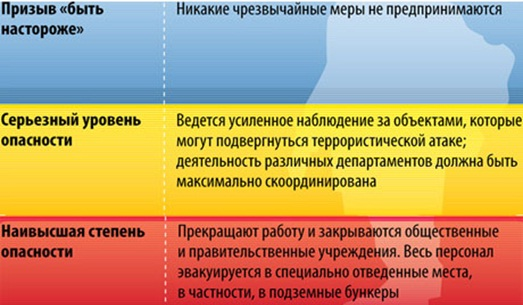 Призыв «быть настороже»
Никакие чрезвычайные меры не предпринимаются
Серьезный уровень опасности
Ведется усиленное наблюдение за объектами, которые
могут подвергнуться террористической атаке;
деятельность различных департаментов должна быть
максимально скоординирована
Наивысшая степень опасности
Прекращают работу и закрываются общественные
и правительственные учреждения. Весь персонал
эвакуируется в специально отведенные места,
в частности, в подземные бункеры